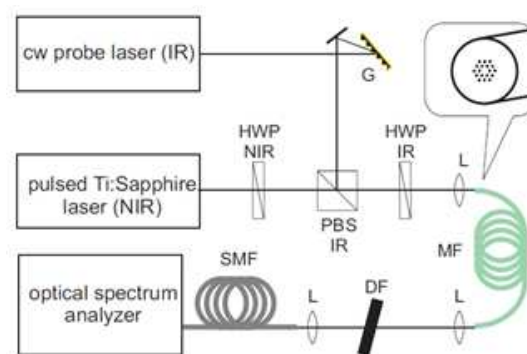 cw probe laser (IR)
G
HWP
NIR
HWP
IR
L
pulsed Ti:Sapphire
laser (NIR)
PBS
IR
MF
SMF
optical spectrum
analyzer
L
DF
L